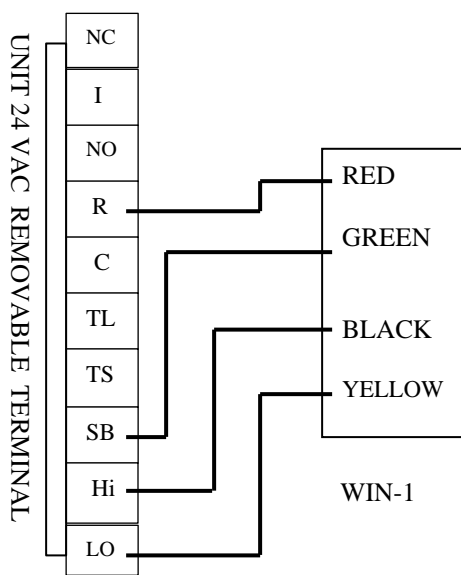 UNIT 24 VAC REMOVABLE TERMINAL
NC
I
NO
R
C
TL
TS
SB
Hi
LO
RED
GREEN
BLACK
YELLOW
WIN-1